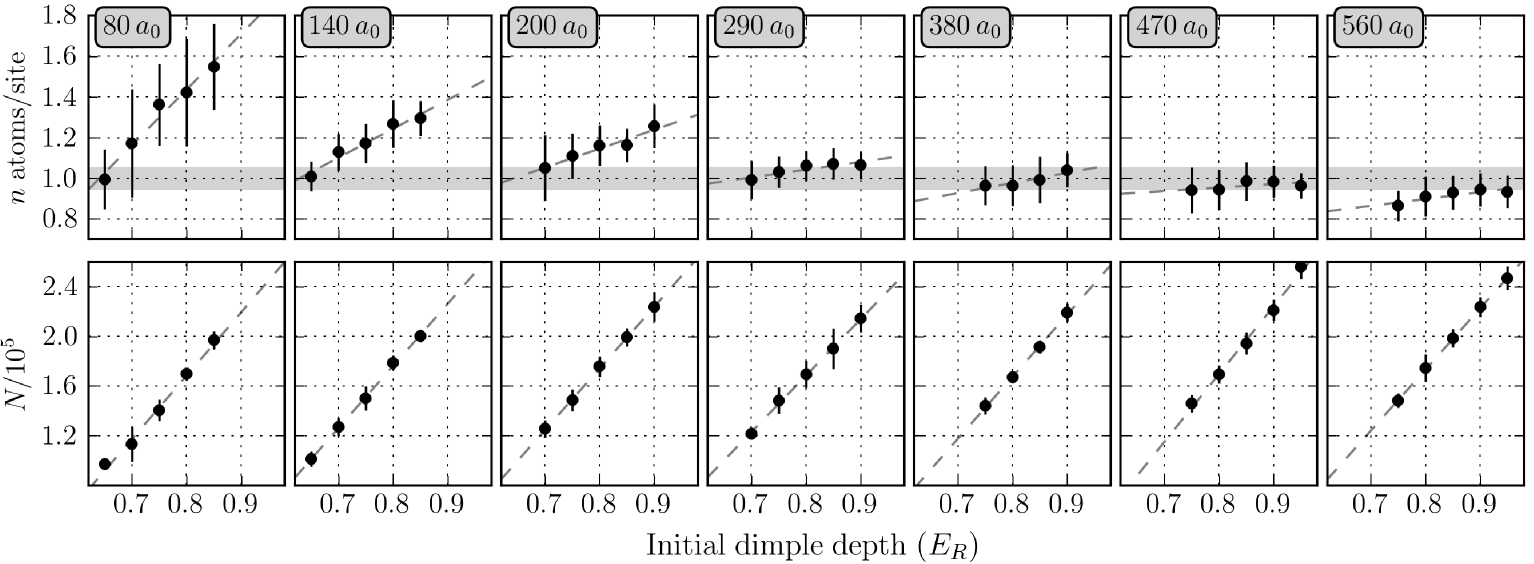 80 a₀ 140 a₀ 200 a₀ 290 a₀ 380 a₀ 470 a₀ 560 a₀
n atoms/site
1.8
1.6
1.4
1.2
1.0
0.8
N/10⁵
2.4
2.0
1.6
1.2
0.7 0.8 0.9 0.7 0.8 0.9 0.7 0.8 0.9 0.7 0.8 0.9 0.7 0.8 0.9 0.7 0.8 0.9 0.7 0.8 0.9
Initial dimple depth (E_R)